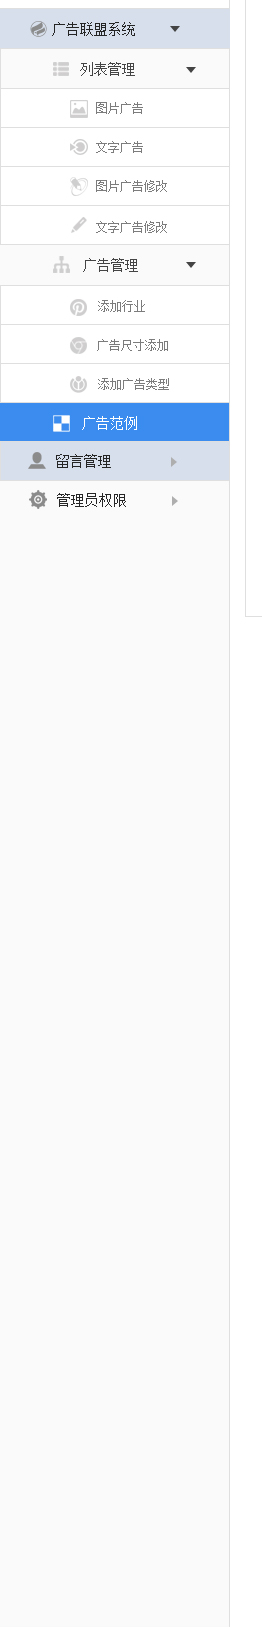 广告联盟系统
列表管理
图片广告
文字广告
图片广告修改
文字广告修改
广告管理
添加行业
广告尺寸添加
添加广告类型
广告范例
留言管理
管理员权限